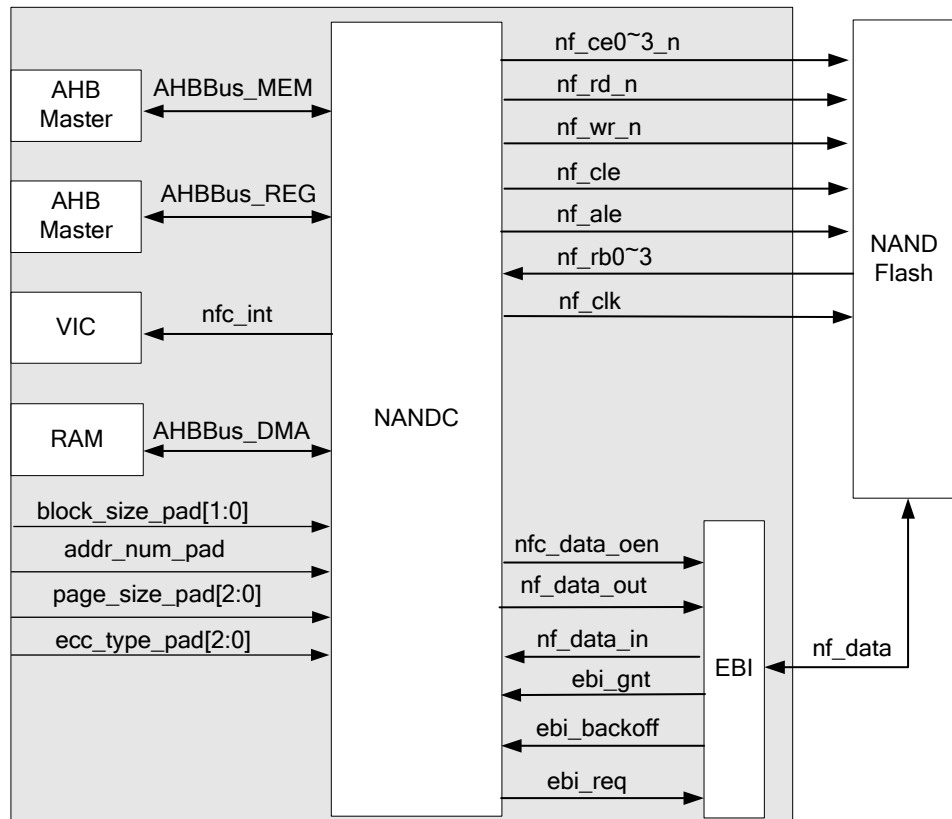 AHB
Master
AHBBus_MEM
AHB
Master
AHBBus_REG
VIC
nfc_int
RAM
AHBBus_DMA
block_size_pad[1:0]
addr_num_pad
page_size_pad[2:0]
ecc_type_pad[2:0]
NANDC
nf_ce0~3_n
nf_rd_n
nf_wr_n
nf_cle
nf_ale
nf_rb0~3
nf_clk
NAND
Flash
nfc_data_oen
nf_data_out
nf_data_in
ebi_gnt
ebi_backoff
ebi_req
EBI
nf_data